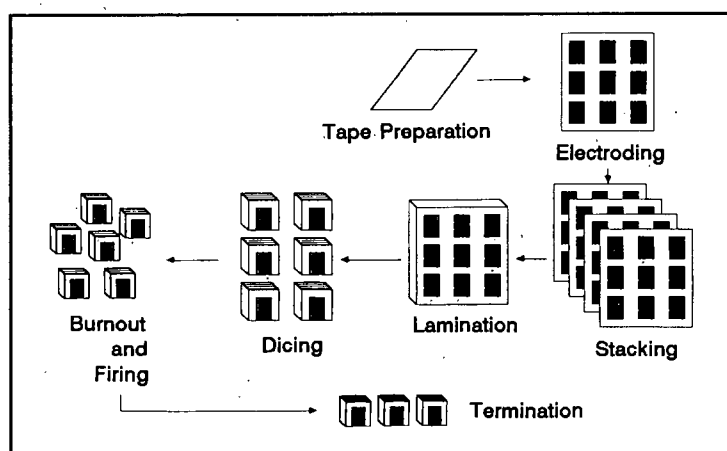 Tape Preparation
Electroding
Stacking
Lamination
Dicing
Burnout
and
Firing
Termination